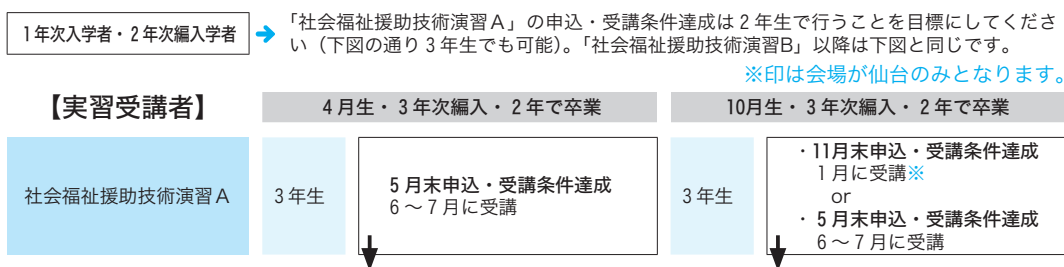 1年次入学者・2年次編入学者
「社会福祉援助技術演習A」の申込・受講条件達成は2年生で行うことを目標にしてくださ
い(下図の通り3年生でも可能)。「社会福祉援助技術演習B」以降は下図と同じです。
※印は会場が仙台のみとなります。
【実習受講者】
4月生・3年次編入・2年で卒業
10月生・3年次編入・2年で卒業
社会福祉援助技術演習A
3年生
5月末申込・受講条件達成
6~7月に受講
3年生
・11月末申込・受講条件達成
1月に受講※
or
・5月末申込・受講条件達成
6~7月に受講